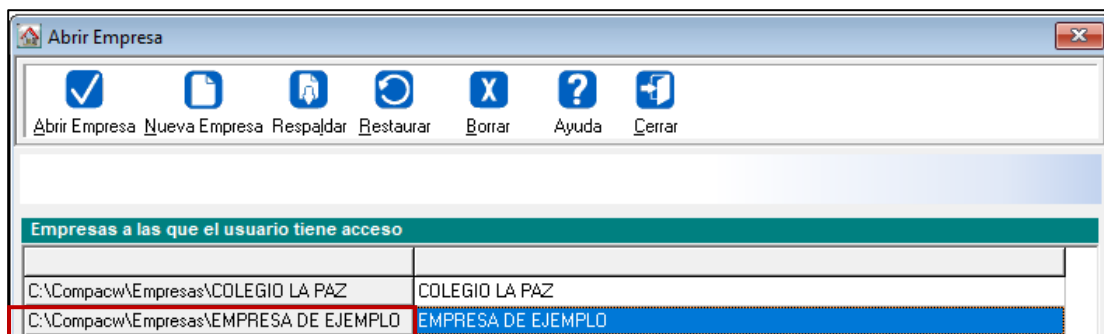 Abrir Empresa
Abrir Empresa Nueva Empresa Respaldar Restaurar Borrar Ayuda Cerrar
Empresas a las que el usuario tiene acceso
C:\Compacw\Empresas\COLEGIO LA PAZ COLEGIO LA PAZ
C:\Compacw\Empresas\EMPRESA DE EJEMPLO EMPRESA DE EJEMPLO